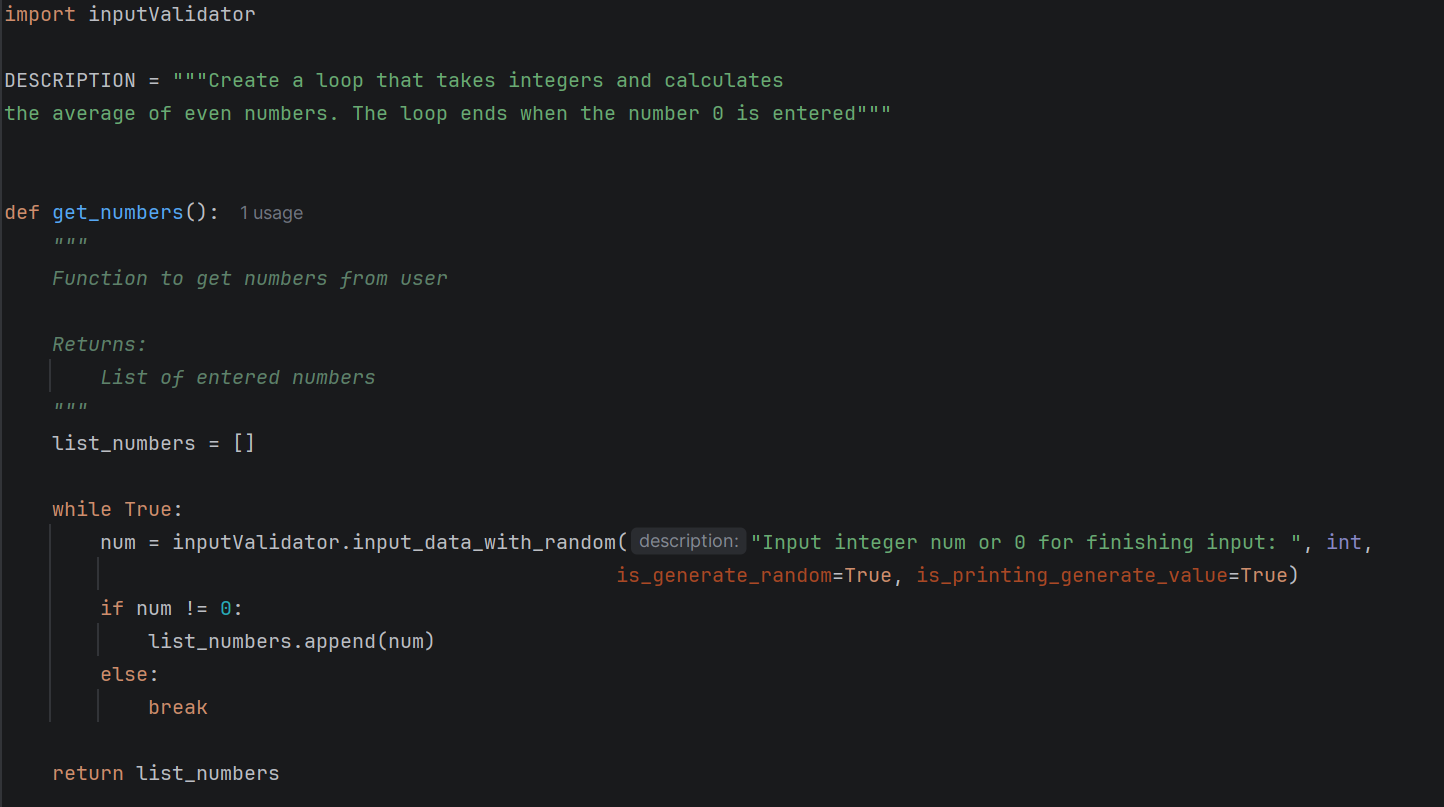 import inputValidator
DESCRIPTION = """Create a loop that takes integers and calculates
the average of even numbers. The loop ends when the number 0 is entered"""
def get_numbers(): 1 usage
"""
Function to get numbers from user
Returns:
List of entered numbers
"""
list_numbers = []
while True:
num = inputValidator.input_data_with_random( description: "Input integer num or 0 for finishing input: ", int,
is_generate_random=True, is_printing_generate_value=True)
if num != 0:
list_numbers.append(num)
else:
break
return list_numbers